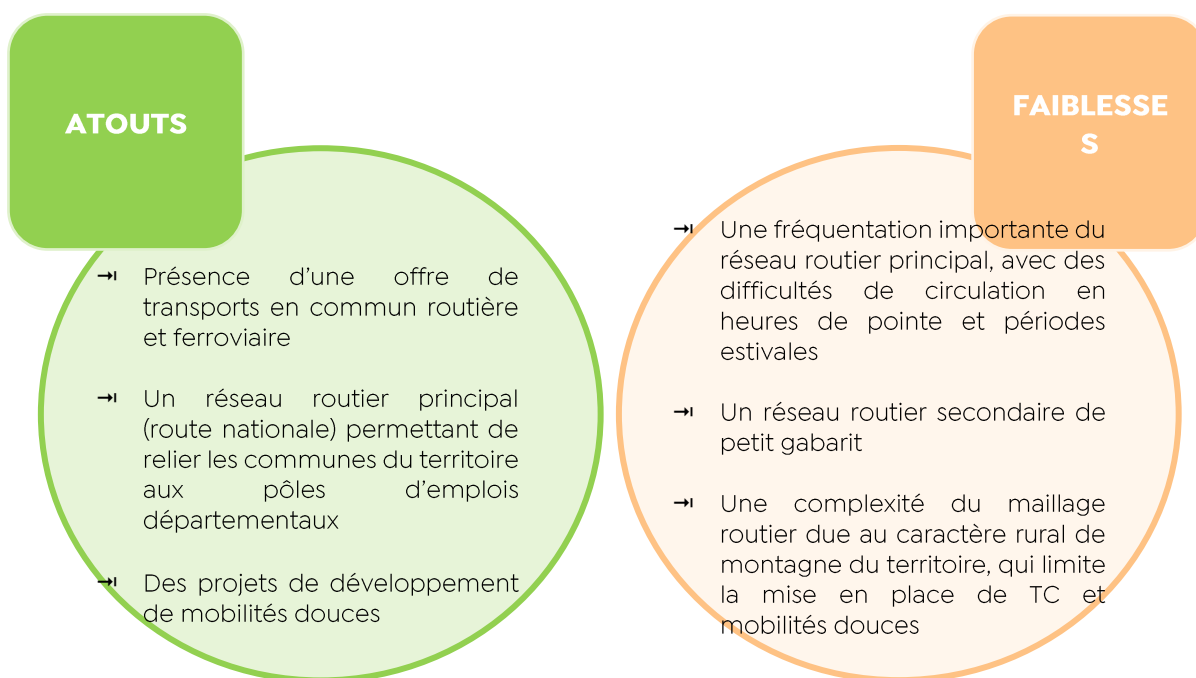 ATOUTS
→ Présence d’une offre de
transports en commun routière
et ferroviaire
→ Un réseau routier principal
(route nationale) permettant de
relier les communes du territoire
aux pôles d’emplois
départementaux
→ Des projets de développement
de mobilités douces
FAIBLESSE
S
→ Une fréquentation importante du
réseau routier principal, avec des
difficultés de circulation en
heures de pointe et périodes
estivales
→ Un réseau routier secondaire de
petit gabarit
→ Une complexité du maillage
routier due au caractère rural de
montagne du territoire, qui limite
la mise en place de TC et
mobilités douces